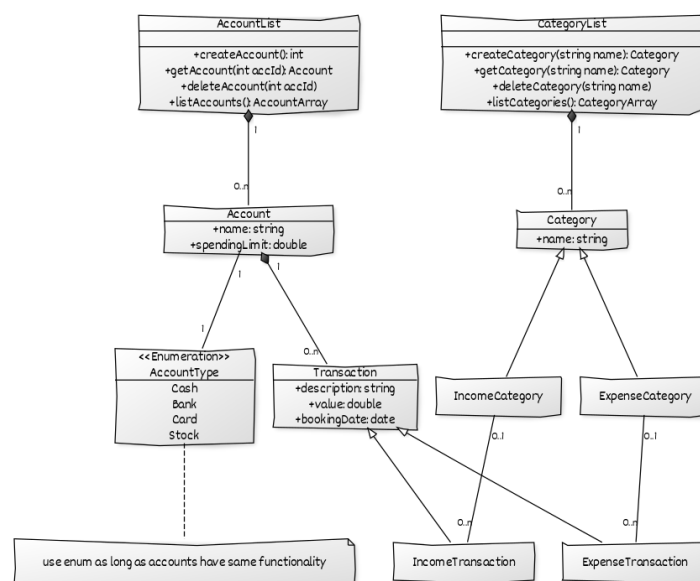 AccountList
+createAccount(): int
+getAccount(int accId): Account
+deleteAccount(int accId)
+listAccounts(): AccountArray
CategoryList
+createCategory(string name): Category
+getCategory(string name): Category
+deleteCategory(string name)
+listCategories(): CategoryArray
1
1
0..n
0..n
Account
+name: string
+spendingLimit: double
Category
+name: string
1
1
1
0..n
<<Enumeration>>
AccountType
Cash
Bank
Card
Stock
Transaction
+description: string
+value: double
+bookingDate: date
IncomeCategory
ExpenseCategory
0..1
0..1
0..n
0..n
use enum as long as accounts have same functionality
IncomeTransaction
ExpenseTransaction